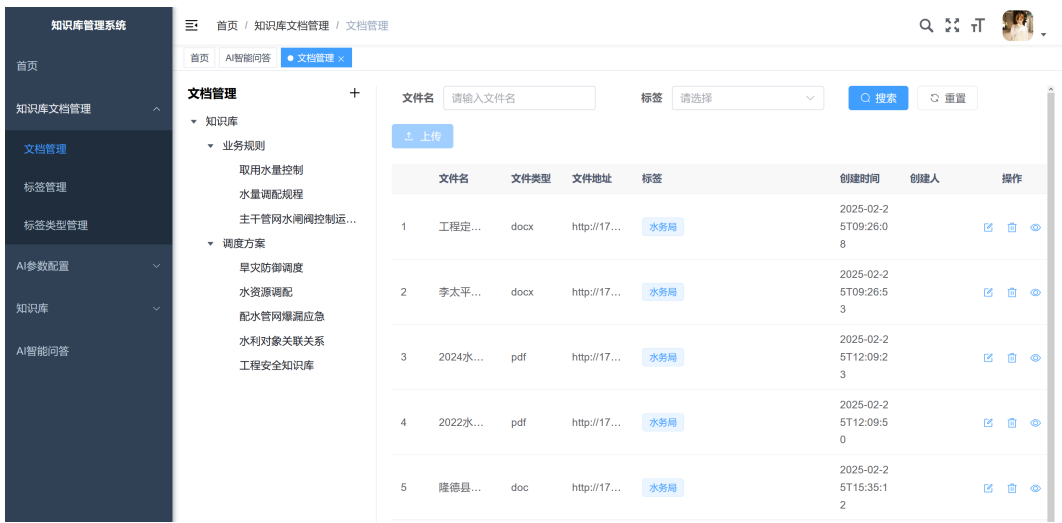 知识库管理系统
首页 / 知识库文档管理 / 文档管理
首页
AI智能问答
文档管理 ×
首页
知识库文档管理
文档管理
标签管理
标签类型管理
AI参数配置
知识库
AI智能问答
文档管理 +
知识库
业务规则
取用水量控制
水量调配规程
主干管网水闸阀控制运...
调度方案
旱灾防御调度
水资源调配
配水管网爆漏应急
水利对象关联关系
工程安全知识库
文件名 请输入文件名 标签 请选择 搜索 重置
上传
文件名 文件类型 文件地址 标签 创建时间 创建人 操作
1 工程定... docx http://17... 水务局 2025-02-2
5T09:26:0
8
2 李太平... docx http://17... 水务局 2025-02-2
5T09:26:5
3
3 2024水... pdf http://17... 水务局 2025-02-2
5T12:09:2
3
4 2022水... pdf http://17... 水务局 2025-02-2
5T12:09:5
0
5 隆德县... doc http://17... 水务局 2025-02-2
5T15:35:1
2